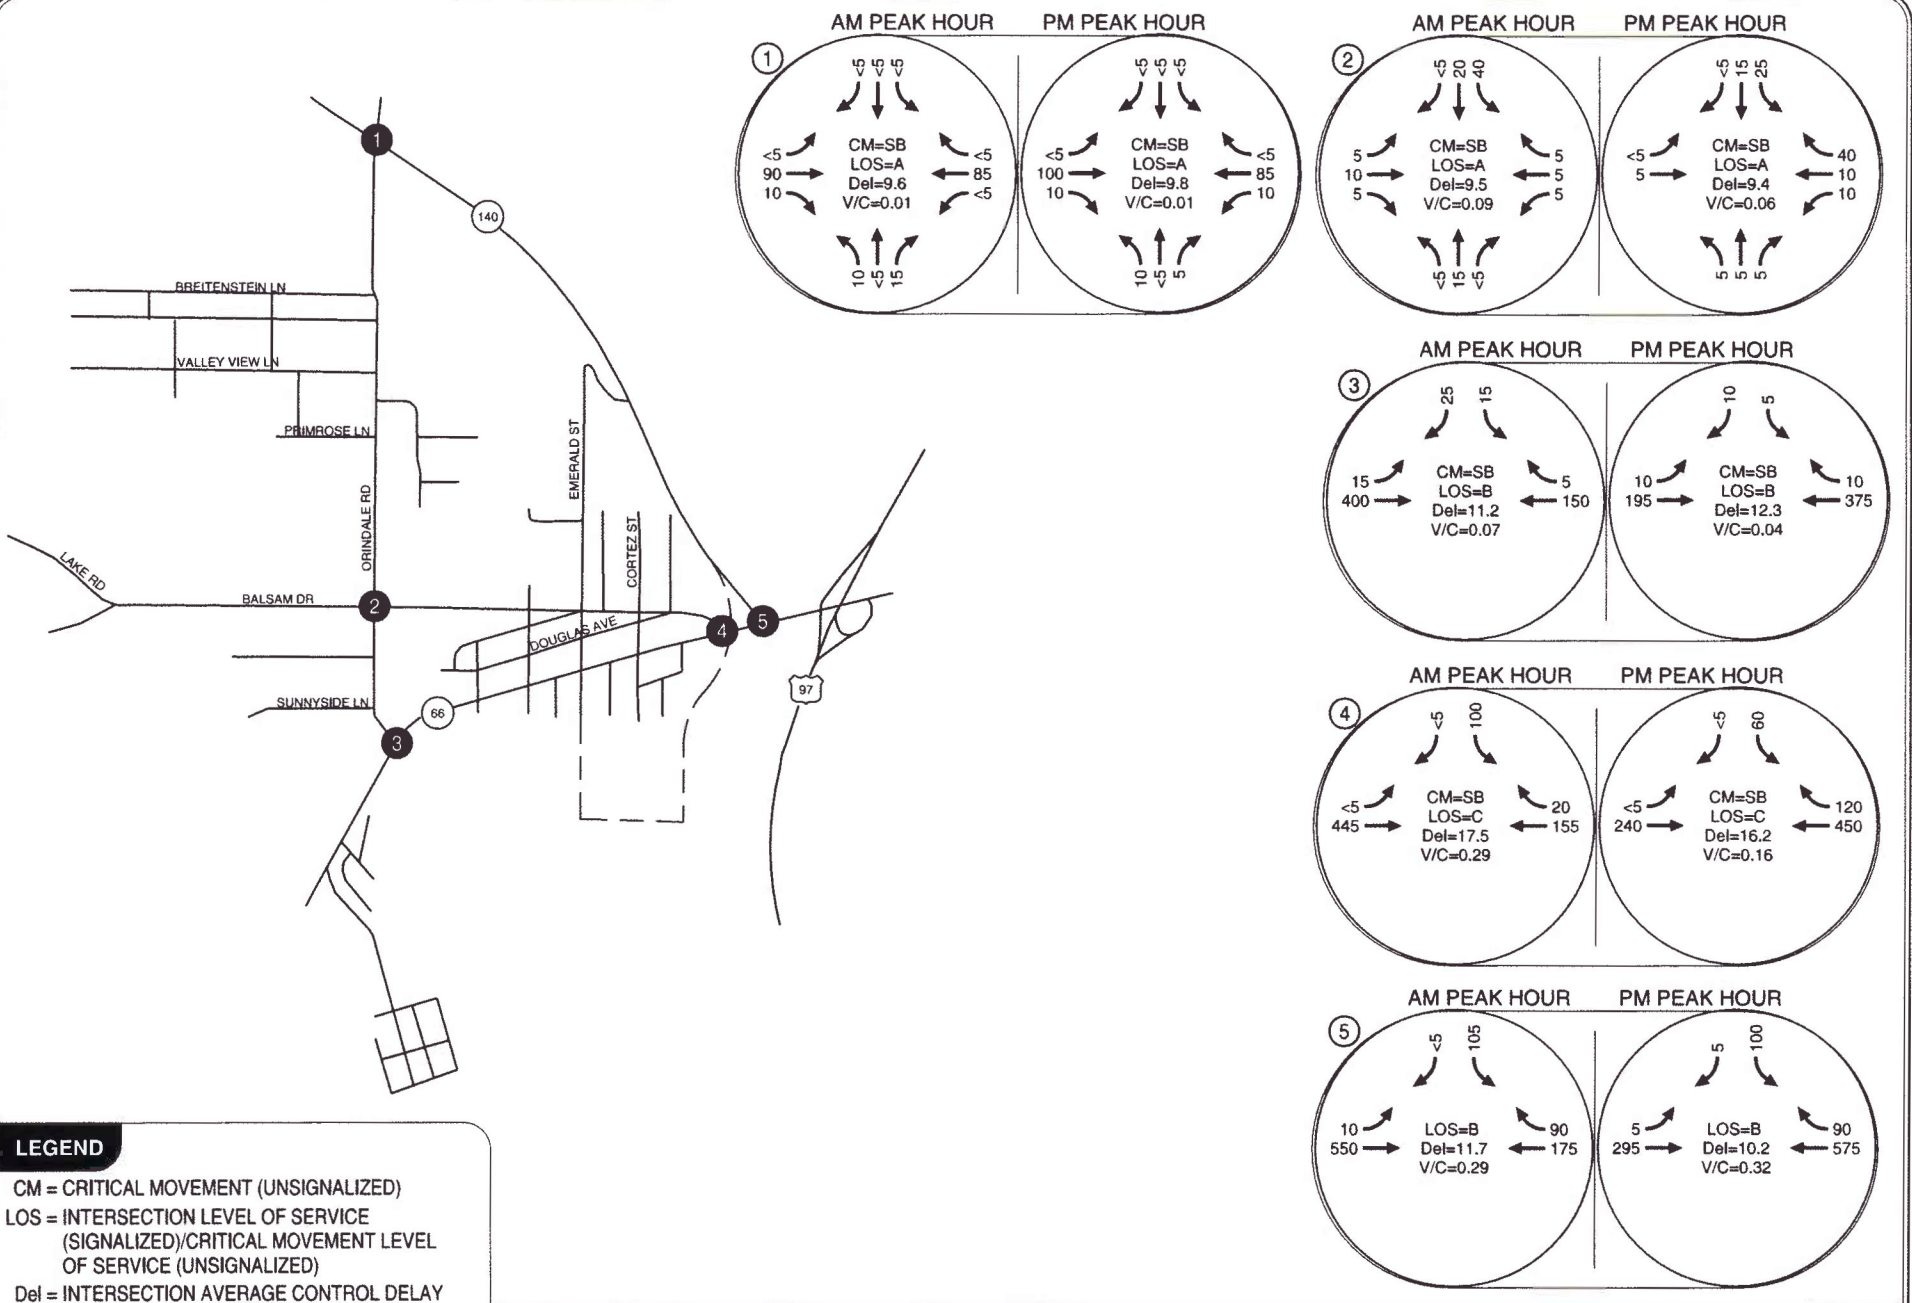 AM PEAK HOUR PM PEAK HOUR
1
<5 <5 <5
<5 90 10
CM=SB
LOS=A
Del=9.6
V/C=0.01
<5 85 <5
10 <5 15
<5 <5 <5
<5 100 10
CM=SB
LOS=A
Del=9.8
V/C=0.01
<5 85 10
10 <5 5
AM PEAK HOUR PM PEAK HOUR
2
<5 20 40
5 10 5
CM=SB
LOS=A
Del=9.5
V/C=0.09
5 5 5
<5 15 <5
<5 15 25
<5 5
CM=SB
LOS=A
Del=9.4
V/C=0.06
40 10 10
5 5 5
AM PEAK HOUR PM PEAK HOUR
3
25 15
15 400
CM=SB
LOS=B
Del=11.2
V/C=0.07
5 150
10 5
10 195
CM=SB
LOS=B
Del=12.3
V/C=0.04
10 375
AM PEAK HOUR PM PEAK HOUR
4
<5 100
<5 445
CM=SB
LOS=C
Del=17.5
V/C=0.29
20 155
<5 60
<5 240
CM=SB
LOS=C
Del=16.2
V/C=0.16
120 450
AM PEAK HOUR PM PEAK HOUR
5
<5 105
10 550
LOS=B
Del=11.7
V/C=0.29
90 175
5 100
5 295
LOS=B
Del=10.2
V/C=0.32
90 575
1
140
BREITENSTEIN LN
VALLEY VIEW LN
PRIMROSE LN
ORINDALE RD
EMERALD ST
CORTEZ ST
LAKE RD
BALSAM DR
2
DOUGLAS AVE
4
5
SUNNYSIDE LN
66
97
3
LEGEND
CM = CRITICAL MOVEMENT (UNSIGNALIZED)
LOS = INTERSECTION LEVEL OF SERVICE
(SIGNALIZED)/CRITICAL MOVEMENT LEVEL
OF SERVICE (UNSIGNALIZED)
Del = INTERSECTION AVERAGE CONTROL DELAY